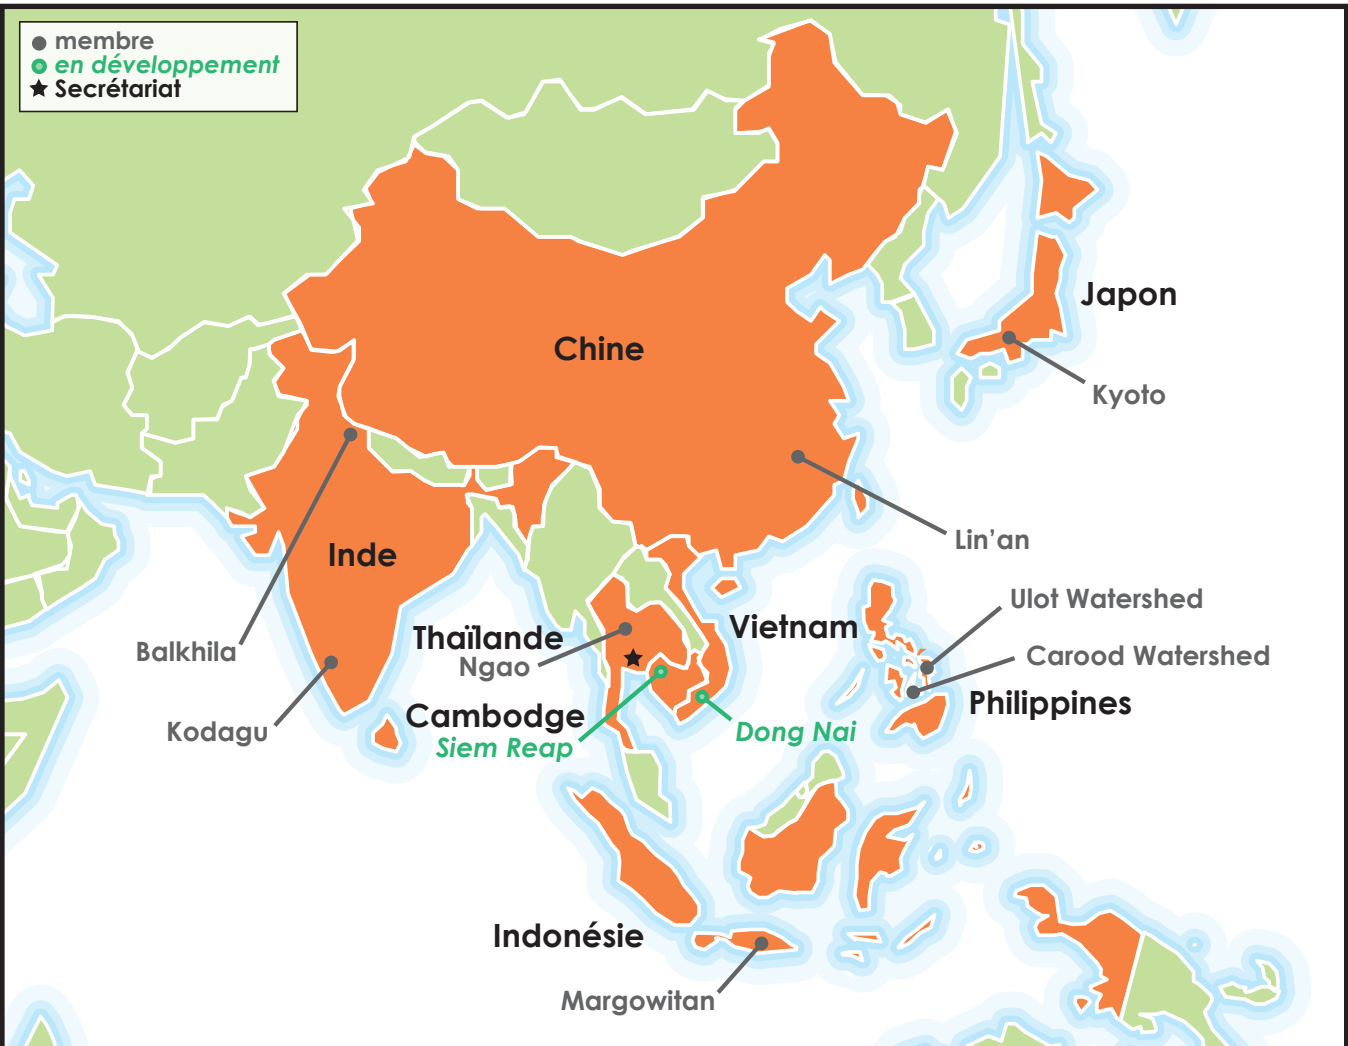 membre
en développement
Secrétariat
Japon
Chine
Kyoto
Lin’an
Inde
Ulot Watershed
Vietnam
Thaïlande
Balkhila
Carood Watershed
Ngao
Philippines
Cambodge
Kodagu
Dong Nai
Siem Reap
Indonésie
Margowitan